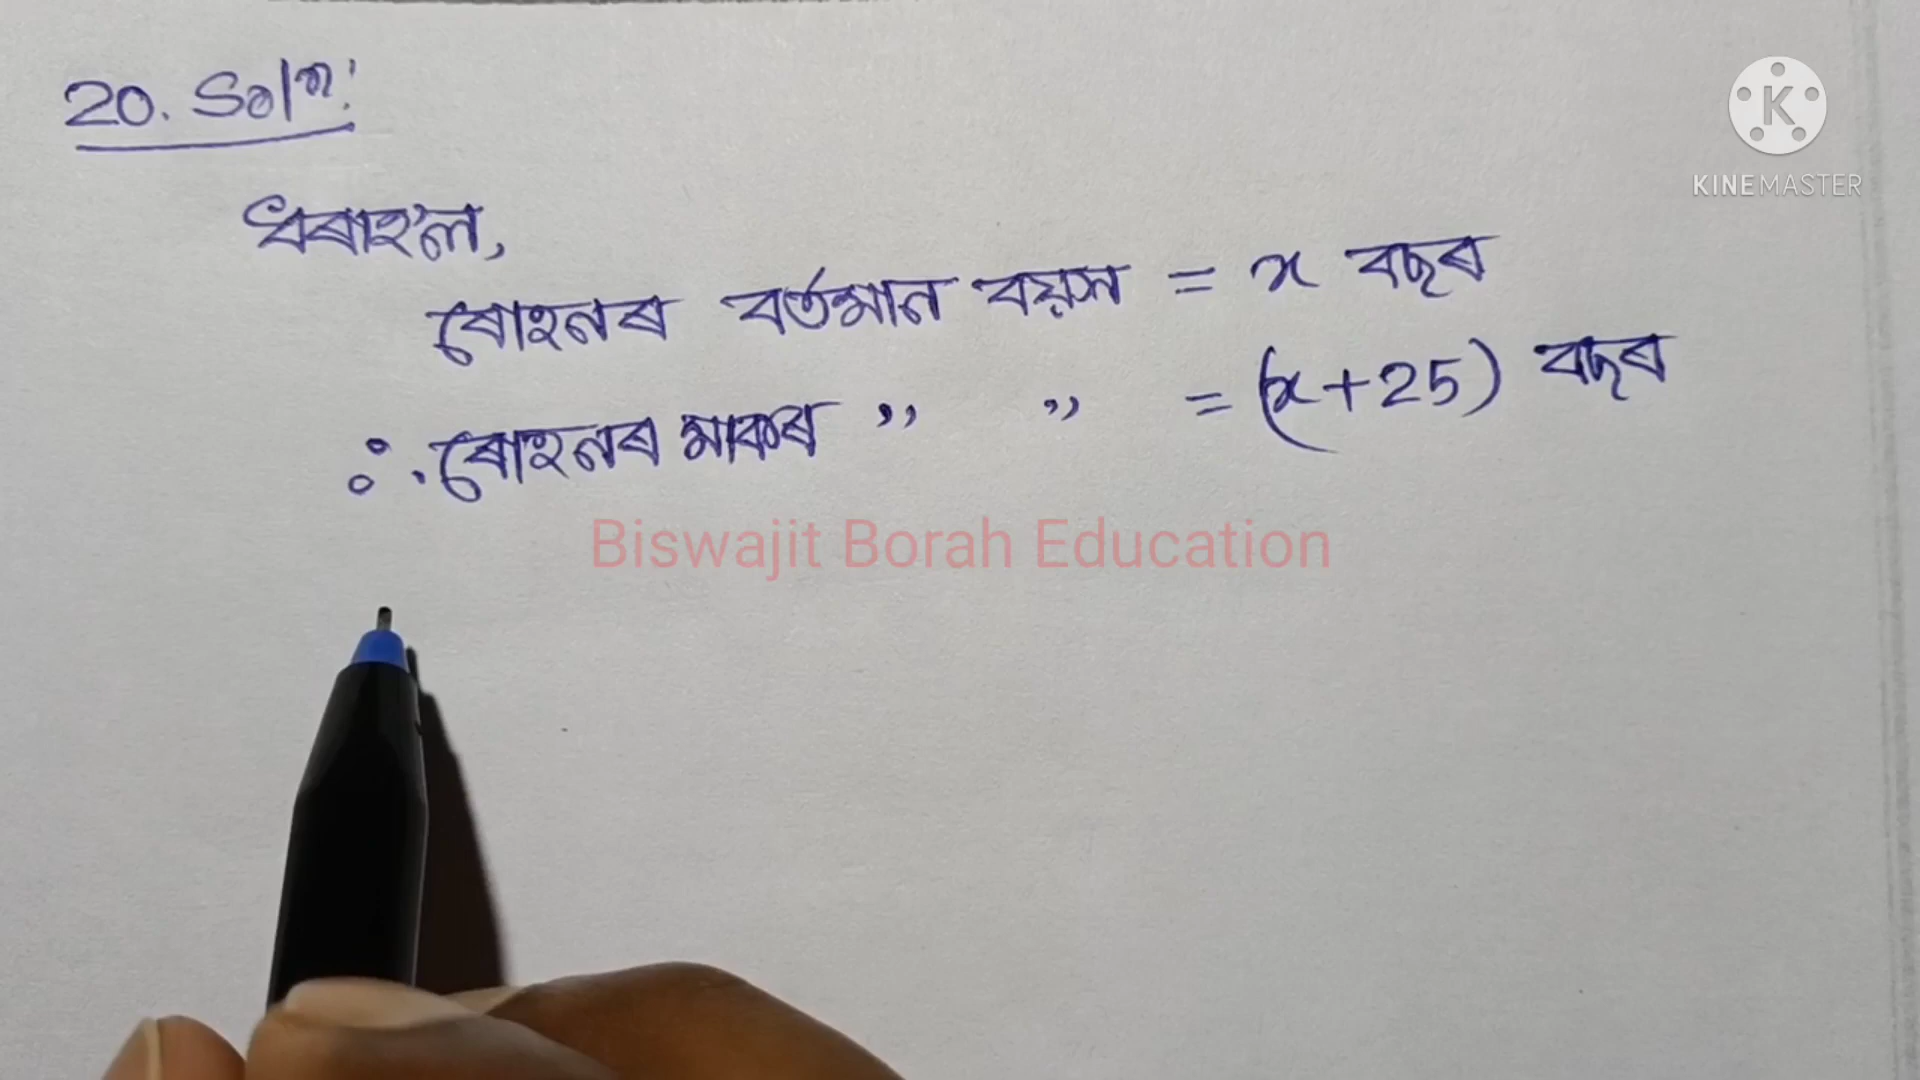 20. Solⁿ:
KINEMASTER
ধৰাহ'ল,
ৰোহনৰ বৰ্তমান বয়স = x বছৰ
∴ ৰোহনৰ মাকৰ " " = (x+25) বছৰ
Biswajit Borah Education